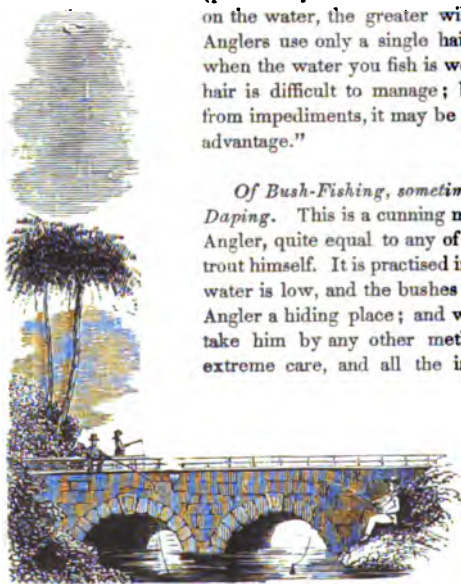 on the water, the greater wi
Anglers use only a single hai
when the water you fish is w
hair is difficult to manage;
from impediments, it may be
advantage."
Of Bush-Fishing, sometim
Daping. This is a cunning m
Angler, quite equal to any of
trout himself. It is practised i
water is low, and the bushes
Angler a hiding place; and w
take him by any other met
extreme care, and all the i